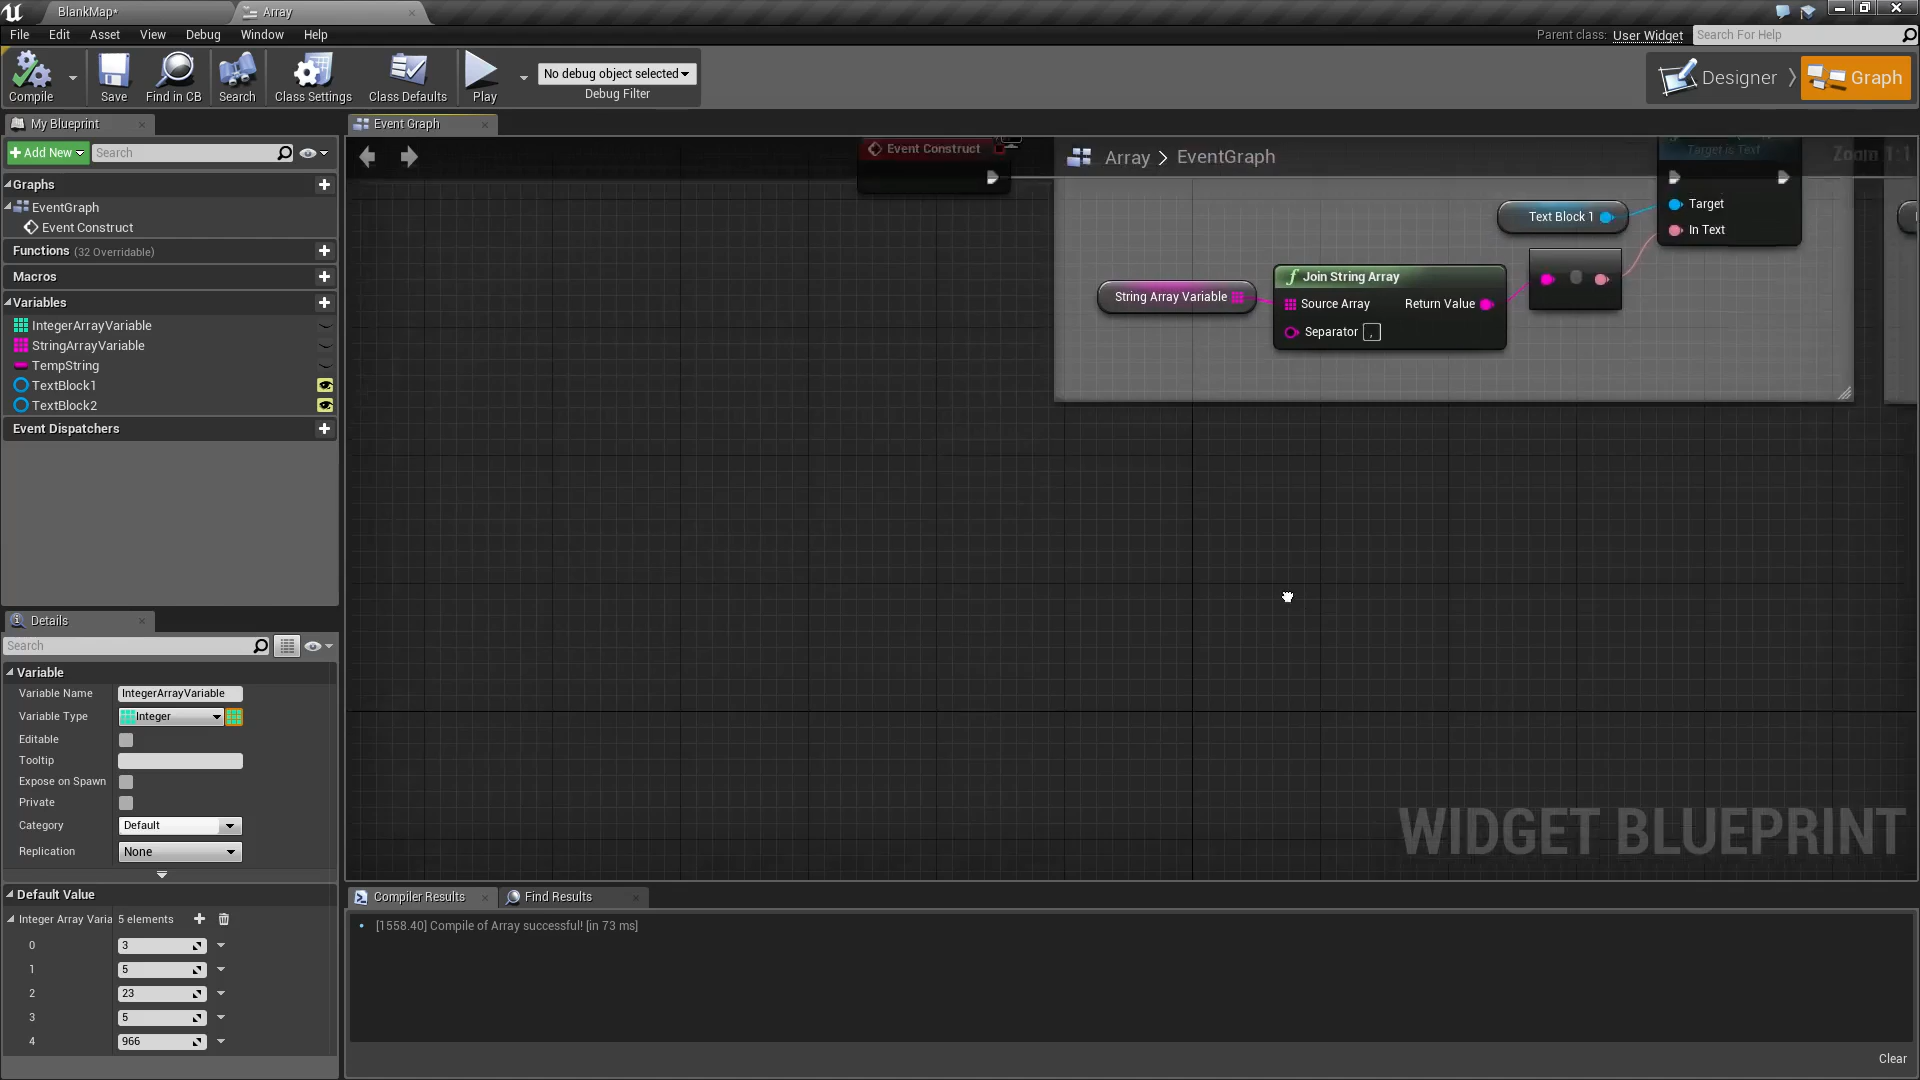 BlankMap*
Array
File
Edit
Asset
View
Debug
Window
Help
Parent class:
User Widget
Search For Help
Compile
Save
Find in CB
Search
Class Settings
Class Defaults
Play
No debug object selected
Debug Filter
Designer
Graph
My Blueprint
Add New
Search
Graphs
EventGraph
Event Construct
Functions (32 Overridable)
Macros
Variables
IntegerArrayVariable
StringArrayVariable
TempString
TextBlock1
TextBlock2
Event Dispatchers
Event Graph
Event Construct
Array > EventGraph
Zoom 1:1
Target is Text
Text Block 1
Target
In Text
String Array Variable
Join String Array
Source Array
Return Value
Separator ,
WIDGET BLUEPRINT
Details
Search
Variable
Variable Name
IntegerArrayVariable
Variable Type
Integer
Editable
Tooltip
Expose on Spawn
Private
Category
Default
Replication
None
Default Value
Integer Array Varia
5 elements
0
3
1
5
2
23
3
5
4
966
Compiler Results
Find Results
[1558.40] Compile of Array successful! [in 73 ms]
Clear